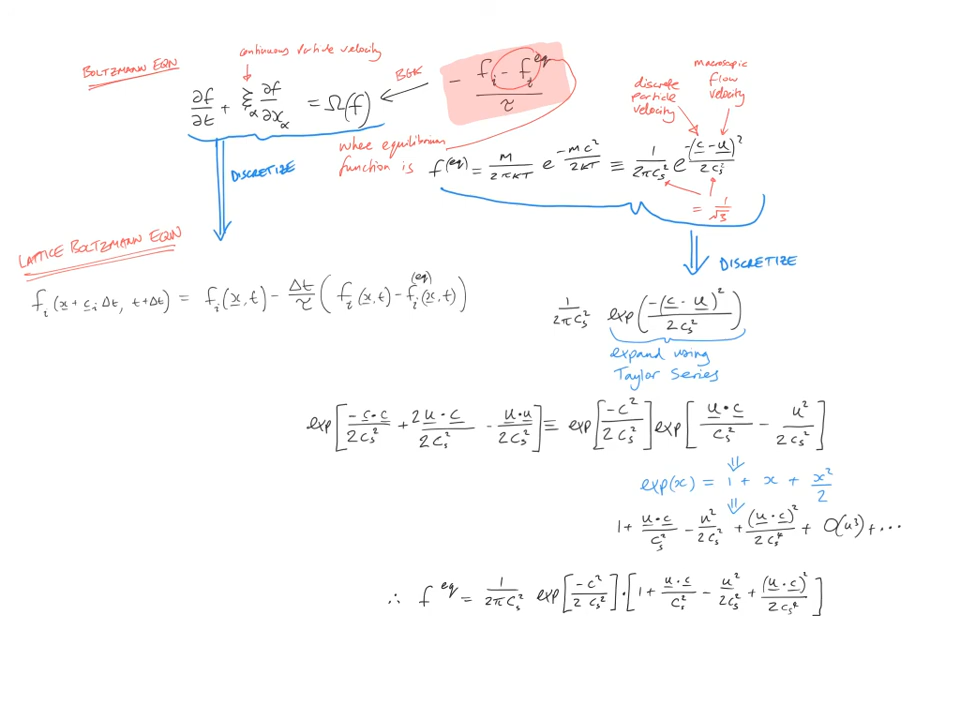 BOLTZMANN EQN
continuous particle velocity
∂f/∂t + ξ_α ∂f/∂x_α = Ω(f)
BGK
- (f_i - f_i^eq)/τ
where equilibrium
function is
f^(eq) = m/(2πkT) e^(-mc²/2kT) ≡ 1/(2πc_s²) e^(-(c - u)²/2c_s²)
discrete
particle
velocity
macroscopic
flow
velocity
= 1/√3
DISCRETIZE
LATTICE BOLTZMANN EQN
f_i(x + c_i Δt, t+Δt) = f_i(x,t) - Δt/τ (f_i(x,t) - f_i^(eq)(x,t))
DISCRETIZE
1/(2πc_s²) exp(-(c - u)²/2c_s²)
expand using
Taylor Series
exp[-c·c/2c_s² + 2u·c/2c_s² - u·u/2c_s²] ≡ exp[-c²/2c_s²] exp[u·c/c_s² - u²/2c_s²]
⇓
exp(x) = 1 + x + x²/2
⇓
1 + u·c/c_s² - u²/2c_s² + (u·c)²/2c_s⁴ + O(u³) + ...
∴ f^eq = 1/(2πc_s²) exp[-c²/2c_s²]·[1 + u·c/c_s² - u²/2c_s² + (u·c)²/2c_s⁴]